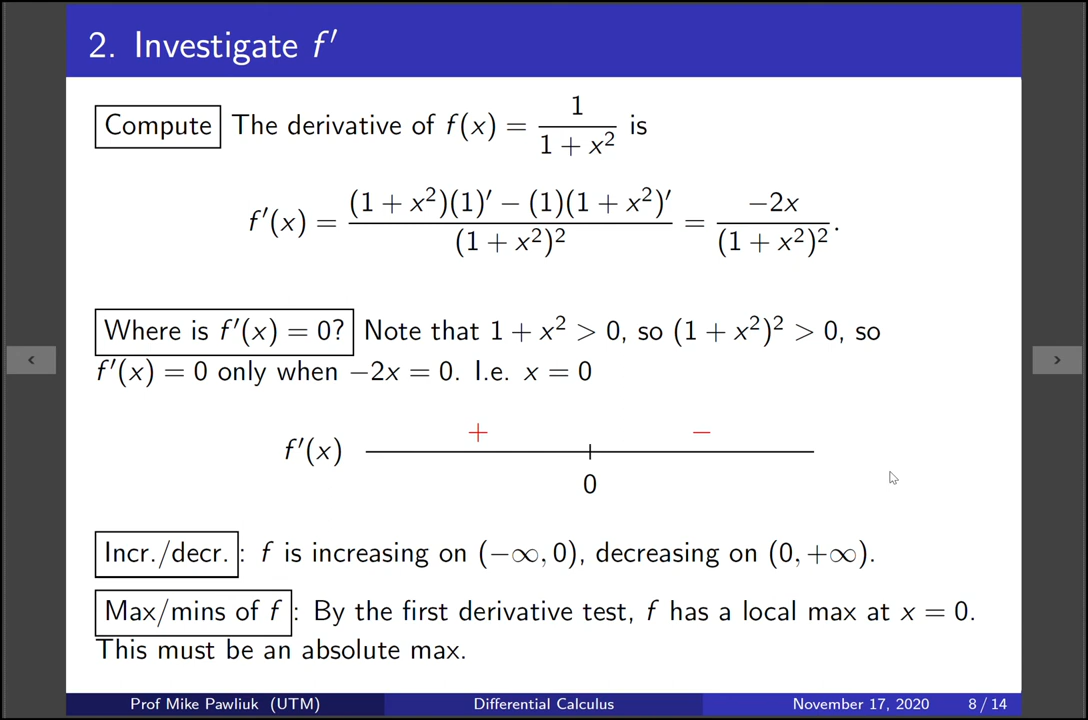 2. Investigate f′
Compute The derivative of f(x) = 1/(1 + x²) is
f′(x) = ((1 + x²)(1)′ − (1)(1 + x²)′)/(1 + x²)² = −2x/(1 + x²)².
Where is f′(x) = 0? Note that 1 + x² > 0, so (1 + x²)² > 0, so
f′(x) = 0 only when −2x = 0. I.e. x = 0
+ −
f′(x)
0
Incr./decr. : f is increasing on (−∞, 0), decreasing on (0, +∞).
Max/mins of f : By the first derivative test, f has a local max at x = 0.
This must be an absolute max.
Prof Mike Pawliuk (UTM) Differential Calculus November 17, 2020 8 / 14